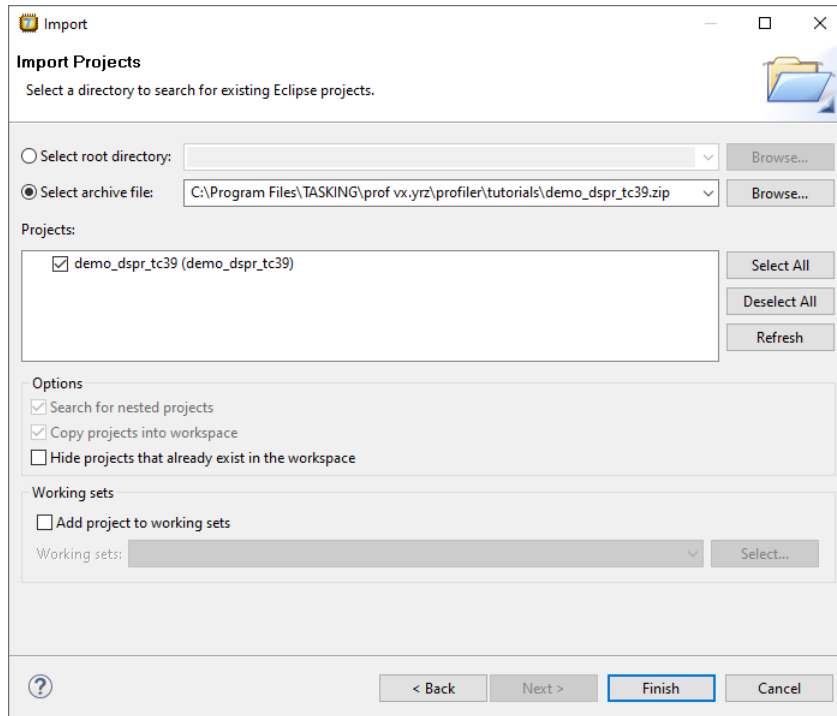 Import
Import Projects
Select a directory to search for existing Eclipse projects.
Select root directory:
Browse...
Select archive file:
C:\Program Files\TASKING\prof vx.yrz\profiler\tutorials\demo_dspr_tc39.zip
Browse...
Projects:
demo_dspr_tc39 (demo_dspr_tc39)
Select All
Deselect All
Refresh
Options
Search for nested projects
Copy projects into workspace
Hide projects that already exist in the workspace
Working sets
Add project to working sets
Working sets:
Select...
?
< Back
Next >
Finish
Cancel